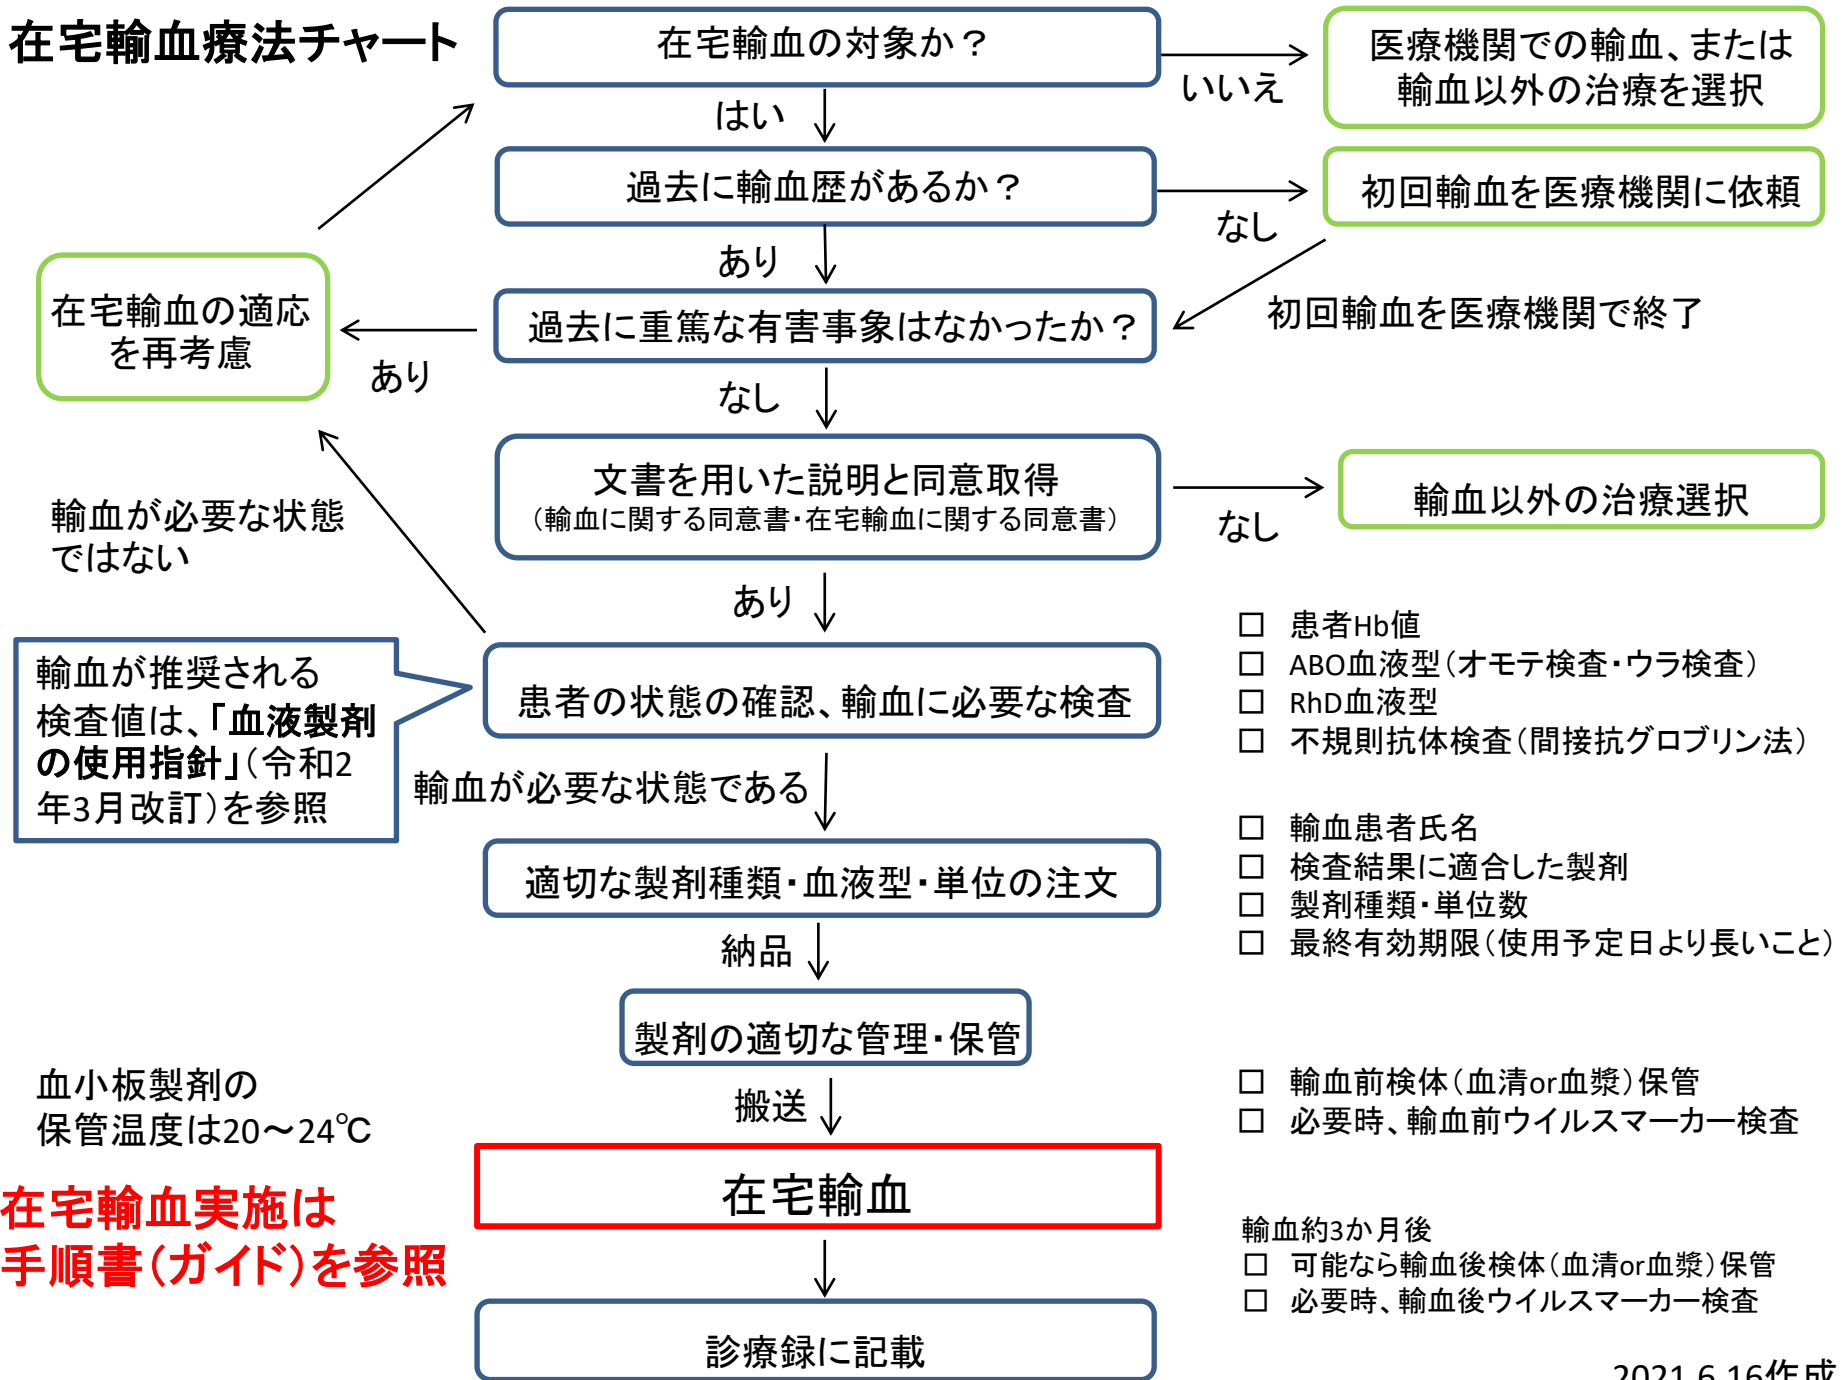 在宅輸血療法チャート
在宅輸血の対象か？
いいえ
医療機関での輸血、または
輸血以外の治療を選択
はい
過去に輸血歴があるか？
なし
初回輸血を医療機関に依頼
あり
初回輸血を医療機関で終了
過去に重篤な有害事象はなかったか？
あり
在宅輸血の適応
を再考慮
なし
文書を用いた説明と同意取得
（輸血に関する同意書・在宅輸血に関する同意書）
なし
輸血以外の治療選択
輸血が必要な状態
ではない
あり
患者の状態の確認、輸血に必要な検査
輸血が推奨される
検査値は、「血液製剤
の使用指針」（令和2
年3月改訂）を参照
□ 患者Hb値
□ ABO血液型（オモテ検査・ウラ検査）
□ RhD血液型
□ 不規則抗体検査（間接抗グロブリン法）
輸血が必要な状態である
適切な製剤種類・血液型・単位の注文
□ 輸血患者氏名
□ 検査結果に適合した製剤
□ 製剤種類・単位数
□ 最終有効期限（使用予定日より長いこと）
納品
製剤の適切な管理・保管
血小板製剤の
保管温度は20～24℃
搬送
□ 輸血前検体（血清or血漿）保管
□ 必要時、輸血前ウイルスマーカー検査
在宅輸血
在宅輸血実施は
手順書（ガイド）を参照
輸血約3か月後
□ 可能なら輸血後検体（血清or血漿）保管
□ 必要時、輸血後ウイルスマーカー検査
診療録に記載
2021.6.16作成